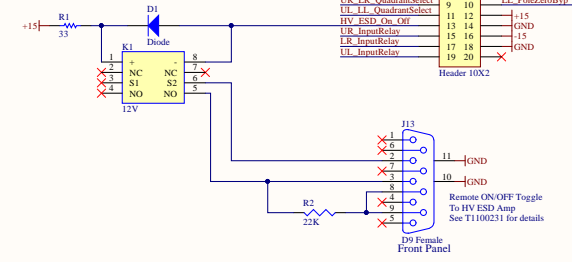 UR_LR_QuadrantSelect
UL_LL_QuadrantSelect
HV_ESD_On_Off
UR_InputRelay
LR_InputRelay
UL_InputRelay
9 10
11 12
13 14
15 16
17 18
19 20
LL_PoleZeroByp
+15
GND
-15
GND
Header 10X2
+15
R1
33
D1
Diode
K1
1 + - 8
2 NC NC 7
3 S1 S2 6
4 NO NO 5
12V
J13
1
6
2
7
3
8
4
9
5
11 GND
10 GND
R2
22K
Remote ON/OFF Toggle
To HV ESD Amp
See T1100231 for details
D9 Female
Front Panel